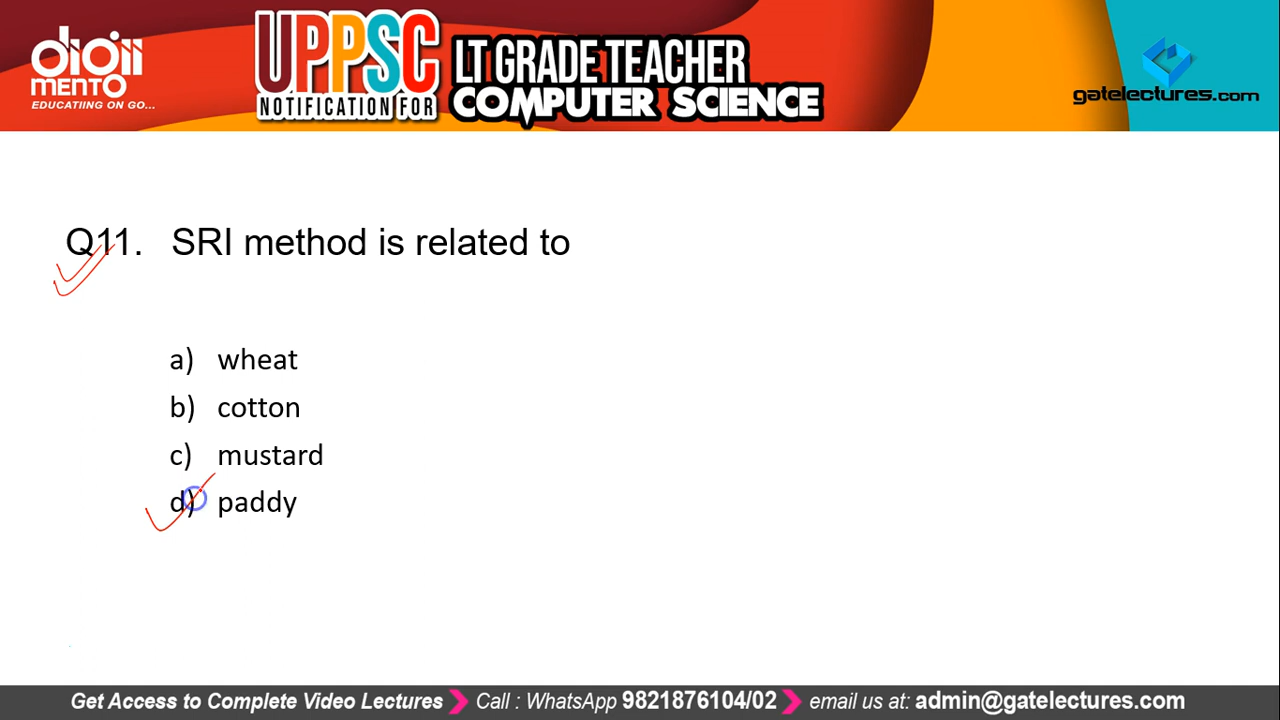 digii
MENTO
EDUCATIING ON GO...
UPPSC
NOTIFICATION FOR
LT GRADE TEACHER
COMPUTER SCIENCE
gatelectures.com
Q11. SRI method is related to
a) wheat
b) cotton
c) mustard
d) paddy
Get Access to Complete Video Lectures Call : WhatsApp 9821876104/02 email us at: admin@gatelectures.com